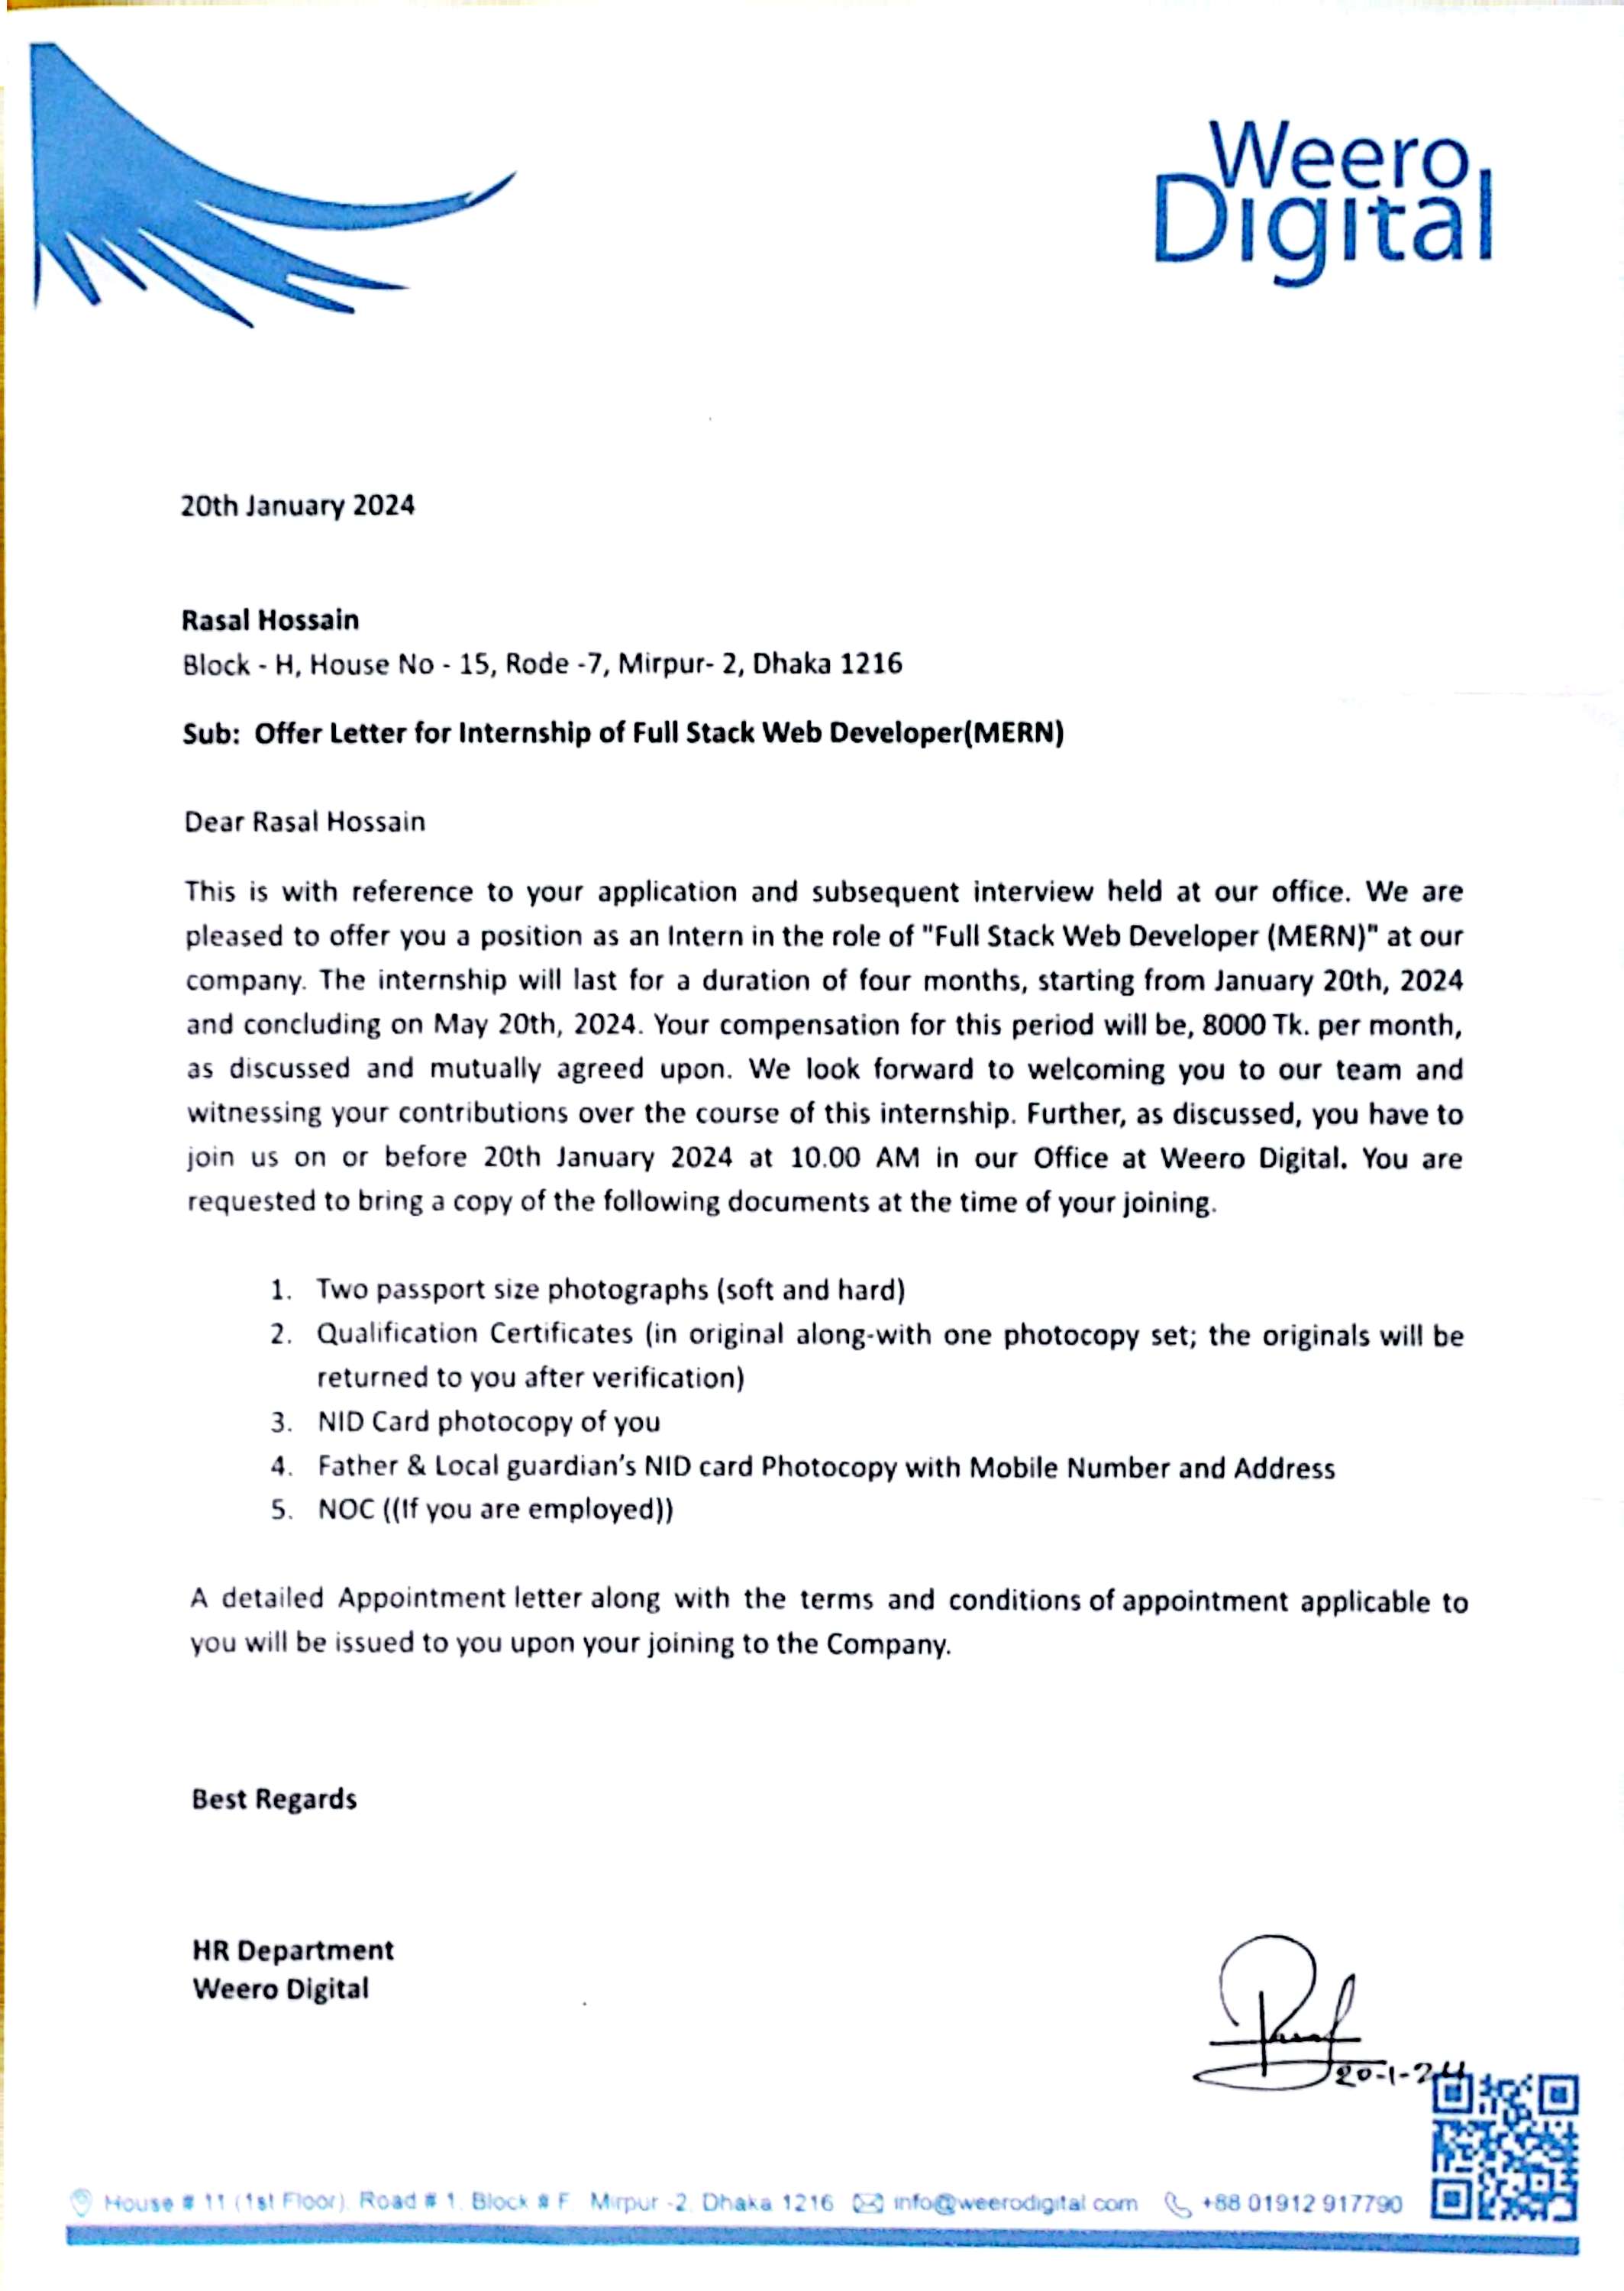 Weero
Digital
20th January 2024
Rasal Hossain
Block - H, House No - 15, Rode -7, Mirpur- 2, Dhaka 1216
Sub: Offer Letter for Internship of Full Stack Web Developer(MERN)
Dear Rasal Hossain
This is with reference to your application and subsequent interview held at our office. We are
pleased to offer you a position as an Intern in the role of "Full Stack Web Developer (MERN)" at our
company. The internship will last for a duration of four months, starting from January 20th, 2024
and concluding on May 20th, 2024. Your compensation for this period will be, 8000 Tk. per month,
as discussed and mutually agreed upon. We look forward to welcoming you to our team and
witnessing your contributions over the course of this internship. Further, as discussed, you have to
join us on or before 20th January 2024 at 10.00 AM in our Office at Weero Digital. You are
requested to bring a copy of the following documents at the time of your joining.
1. Two passport size photographs (soft and hard)
2. Qualification Certificates (in original along-with one photocopy set; the originals will be
returned to you after verification)
3. NID Card photocopy of you
4. Father & Local guardian's NID card Photocopy with Mobile Number and Address
5. NOC ((If you are employed))
A detailed Appointment letter along with the terms and conditions of appointment applicable to
you will be issued to you upon your joining to the Company.
Best Regards
HR Department
Weero Digital
20-1-24
House # 11 (1st Floor), Road # 1, Block # F, Mirpur -2, Dhaka 1216 info@weerodigital.com +88 01912 917790